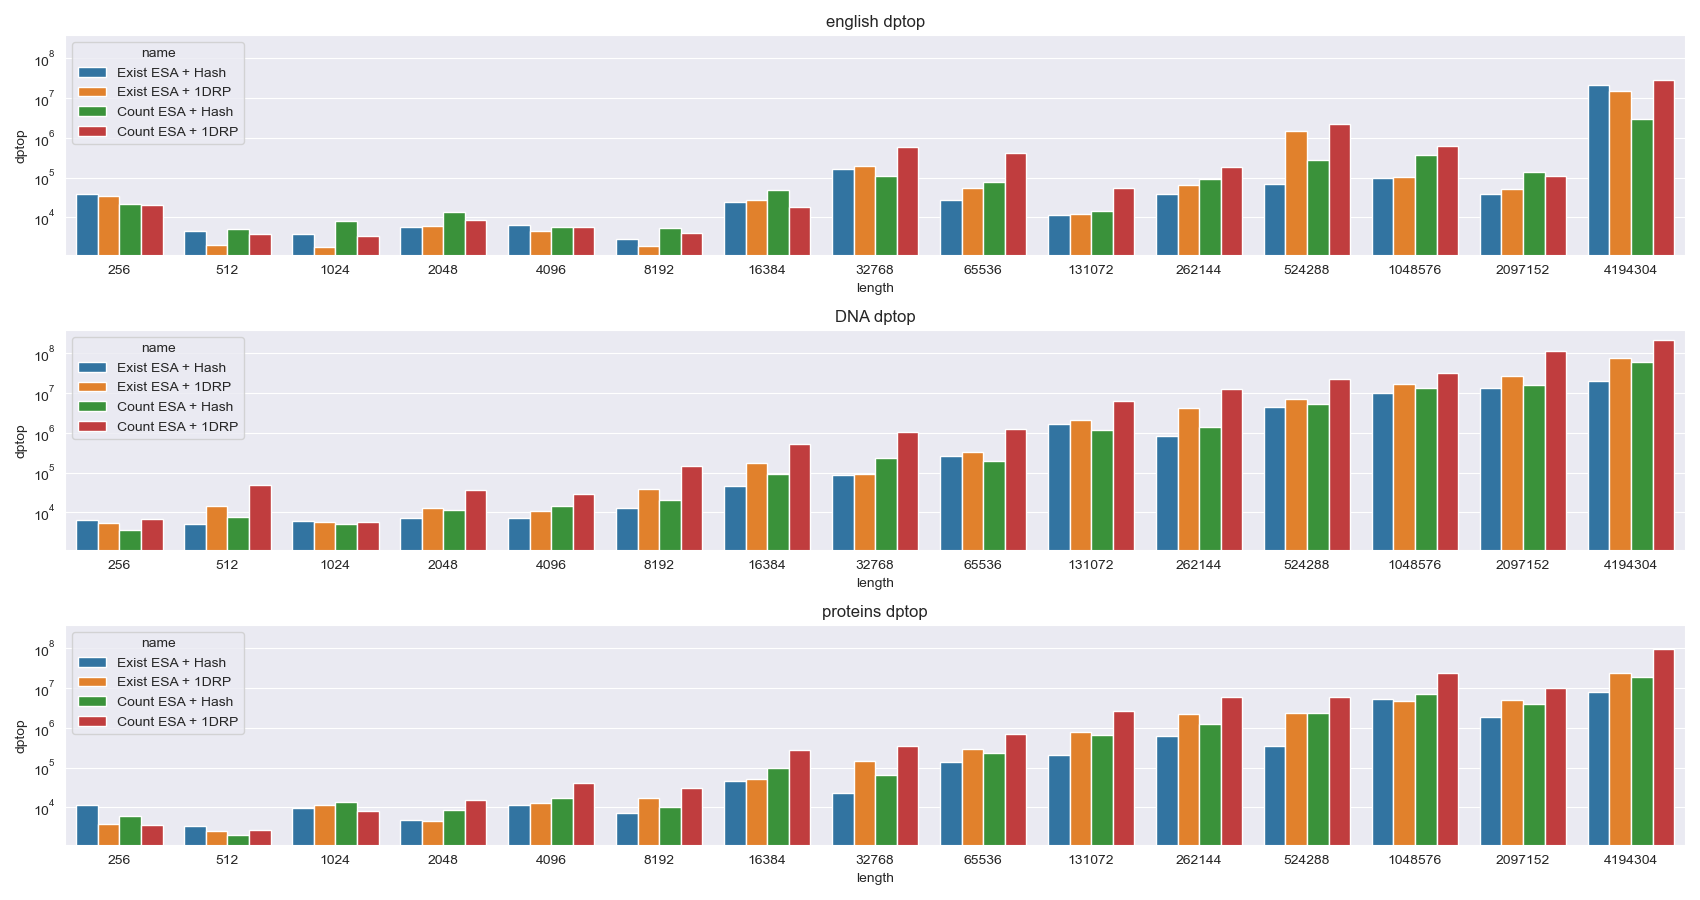 english dptop
name
Exist ESA + Hash
Exist ESA + 1DRP
Count ESA + Hash
Count ESA + 1DRP
10^8
10^7
10^6
10^5
10^4
dptop
256 512 1024 2048 4096 8192 16384 32768 65536 131072 262144 524288 1048576 2097152 4194304
length
DNA dptop
name
Exist ESA + Hash
Exist ESA + 1DRP
Count ESA + Hash
Count ESA + 1DRP
10^8
10^7
10^6
10^5
10^4
dptop
256 512 1024 2048 4096 8192 16384 32768 65536 131072 262144 524288 1048576 2097152 4194304
length
proteins dptop
name
Exist ESA + Hash
Exist ESA + 1DRP
Count ESA + Hash
Count ESA + 1DRP
10^8
10^7
10^6
10^5
10^4
dptop
256 512 1024 2048 4096 8192 16384 32768 65536 131072 262144 524288 1048576 2097152 4194304
length